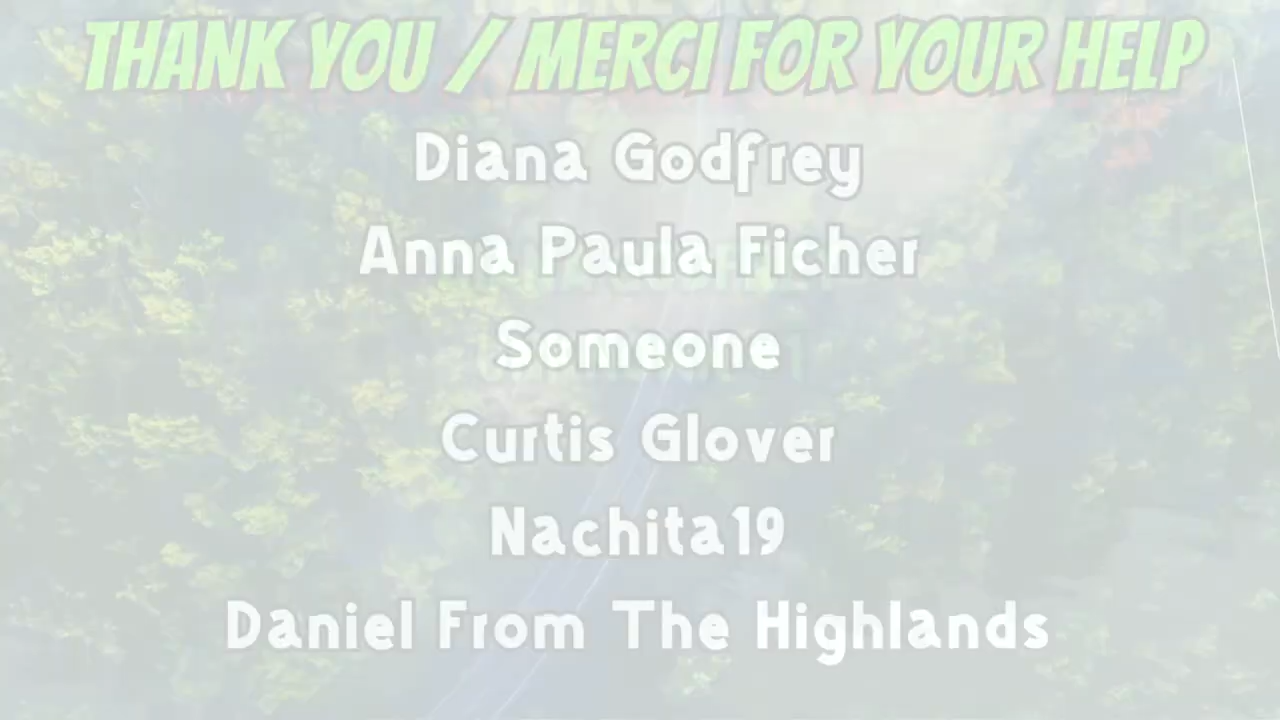 THANK YOU / MERCI FOR YOUR HELP
Diana Godfrey
Anna Paula Ficher
Someone
Curtis Glover
Nachita19
Daniel From The Highlands